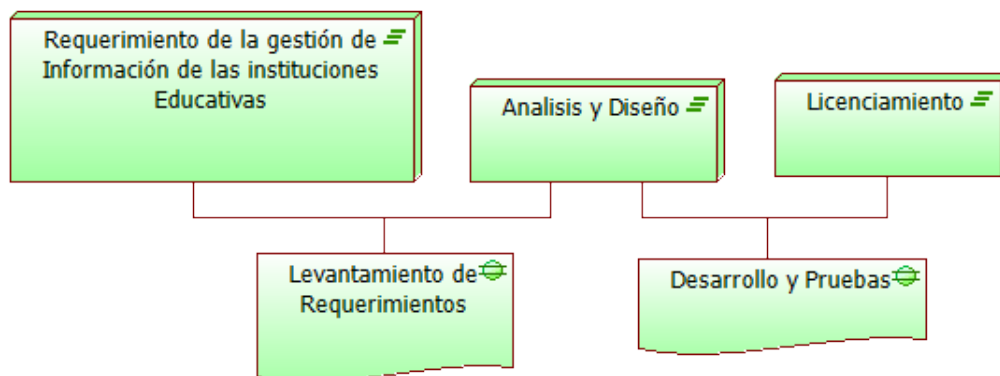 Requerimiento de la gestión de
Información de las instituciones
Educativas
Analisis y Diseño
Licenciamiento
Levantamiento de
Requerimientos
Desarrollo y Pruebas